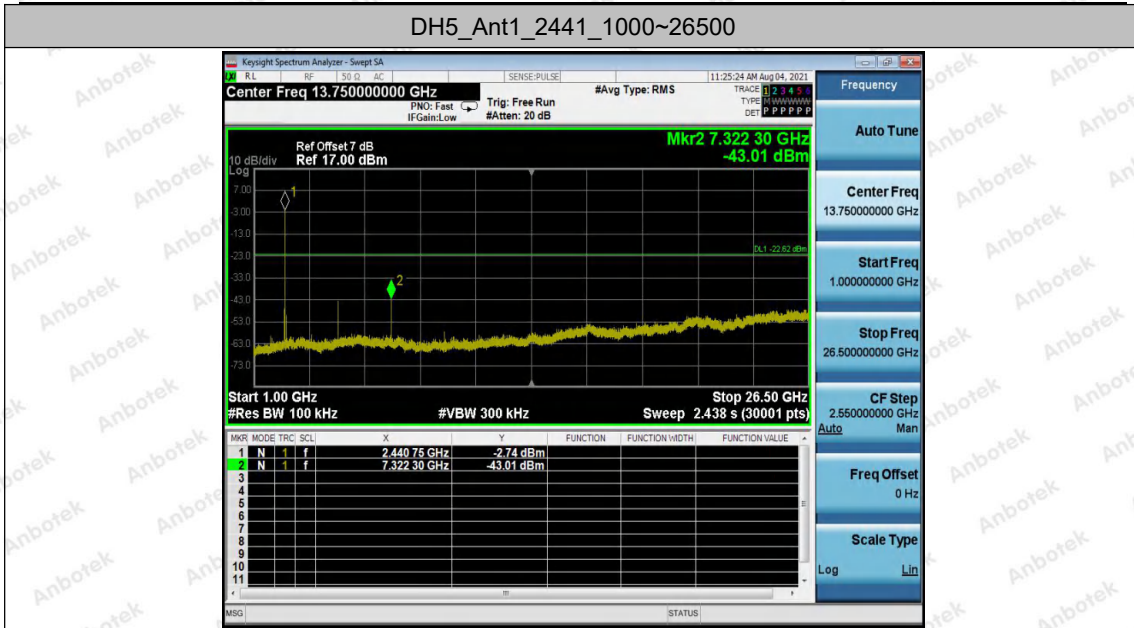 DH5_Ant1_2441_1000~26500
Keysight Spectrum Analyzer - Swept SA
RL RF 50 Ω AC SENSE:PULSE 11:25:24 AM Aug 04, 2021
Center Freq 13.750000000 GHz #Avg Type: RMS TRACE 1 2 3 4 5 6
PNO: Fast Trig: Free Run TYPE M WWWWW
IFGain:Low #Atten: 20 dB DET P P P P P P
Frequency
Auto Tune
Center Freq
13.750000000 GHz
Start Freq
1.000000000 GHz
Stop Freq
26.500000000 GHz
CF Step
2.550000000 GHz
Auto Man
Freq Offset
0 Hz
Scale Type
Log Lin
Mkr2 7.322 30 GHz
-43.01 dBm
Ref Offset 7 dB
10 dB/div Ref 17.00 dBm
Log
7.00
-3.00
-13.0
-23.0
-33.0
-43.0
-53.0
-63.0
-73.0
1
2
DL1 -22.62 dBm
Start 1.00 GHz Stop 26.50 GHz
#Res BW 100 kHz #VBW 300 kHz Sweep 2.438 s (30001 pts)
MKR MODE TRC SCL X Y FUNCTION FUNCTION WIDTH FUNCTION VALUE
1 N 1 f 2.440 75 GHz -2.74 dBm
2 N 1 f 7.322 30 GHz -43.01 dBm
3
4
5
6
7
8
9
10
11
MSG STATUS
Anbotek